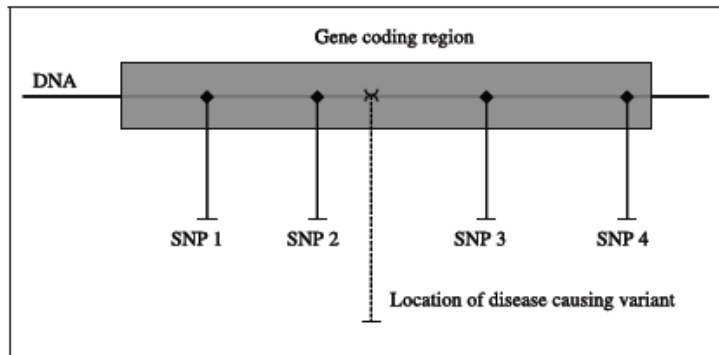 Gene coding region
DNA
SNP 1
SNP 2
SNP 3
SNP 4
Location of disease causing variant